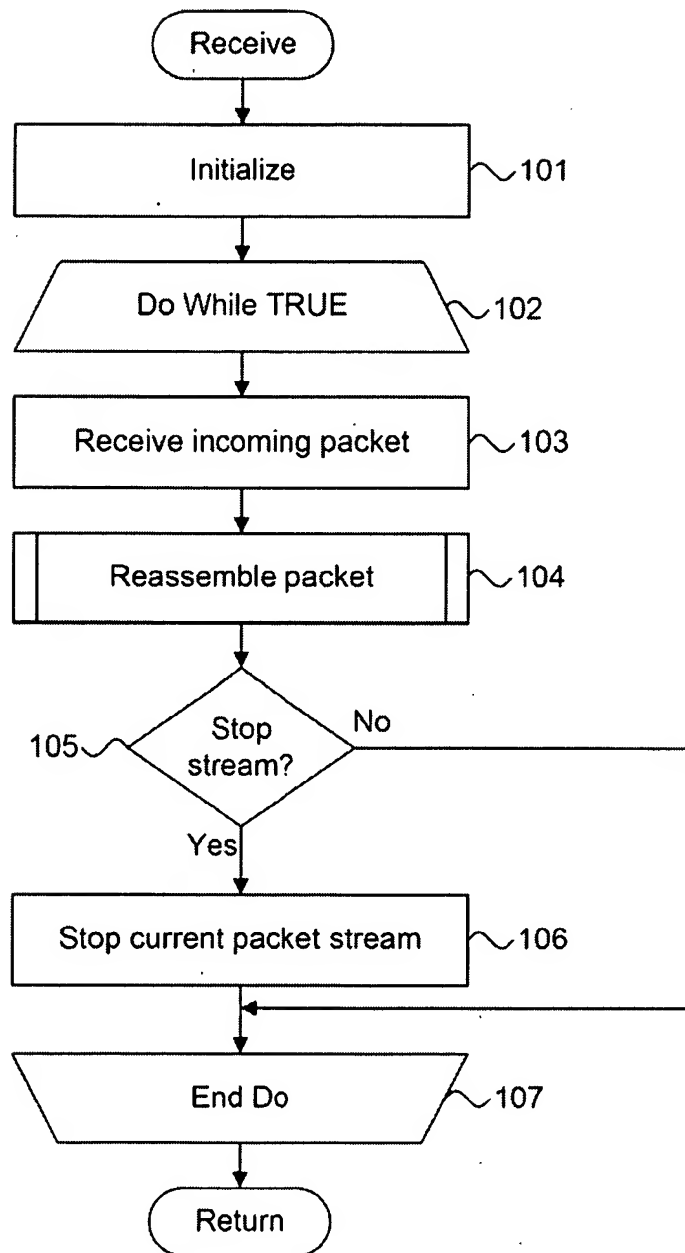 Receive
Initialize
101
Do While TRUE
102
Receive incoming packet
103
Reassemble packet
104
Stop
stream?
105
No
Yes
Stop current packet stream
106
End Do
107
Return